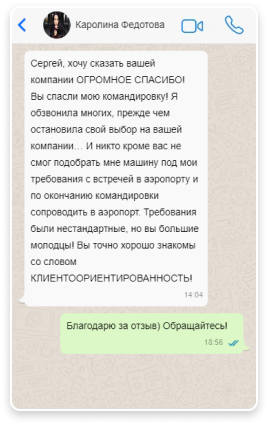 Каролина Федотова
Сергей, хочу сказать вашей
компании ОГРОМНОЕ СПАСИБО!
Вы спасли мою командировку! Я
обзвонила многих, прежде чем
остановила свой выбор на вашей
компании... И никто кроме вас не
смог подобрать мне машину под мои
требования с встречей в аэропорту и
по окончанию командировки
сопроводить в аэропорт. Требования
были нестандартные, но вы большие
молодцы! Вы точно хорошо знакомы
со словом
КЛИЕНТООРИЕНТИРОВАННОСТЬ!
14:04
Благодарю за отзыв) Обращайтесь!
18:56